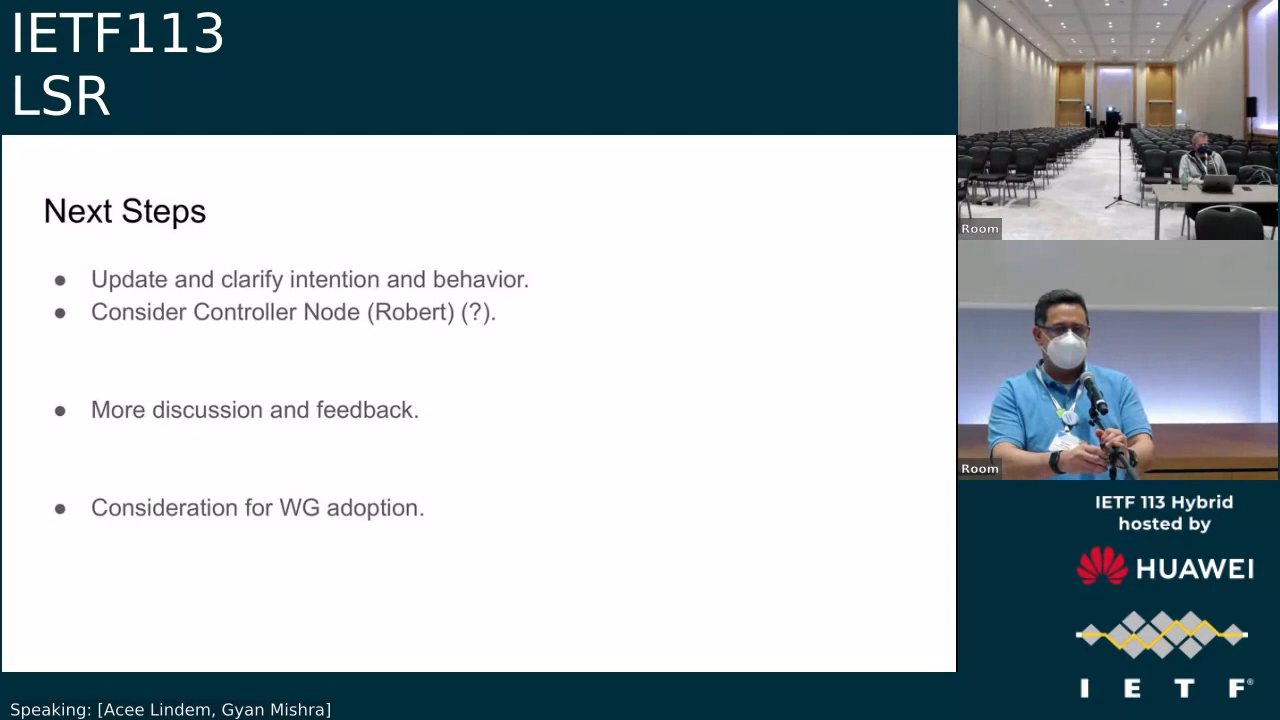 IETF113
LSR
Next Steps
● Update and clarify intention and behavior.
● Consider Controller Node (Robert) (?).
● More discussion and feedback.
● Consideration for WG adoption.
Room
Room
IETF 113 Hybrid
hosted by
HUAWEI
I E T F®
Speaking: [Acee Lindem, Gyan Mishra]